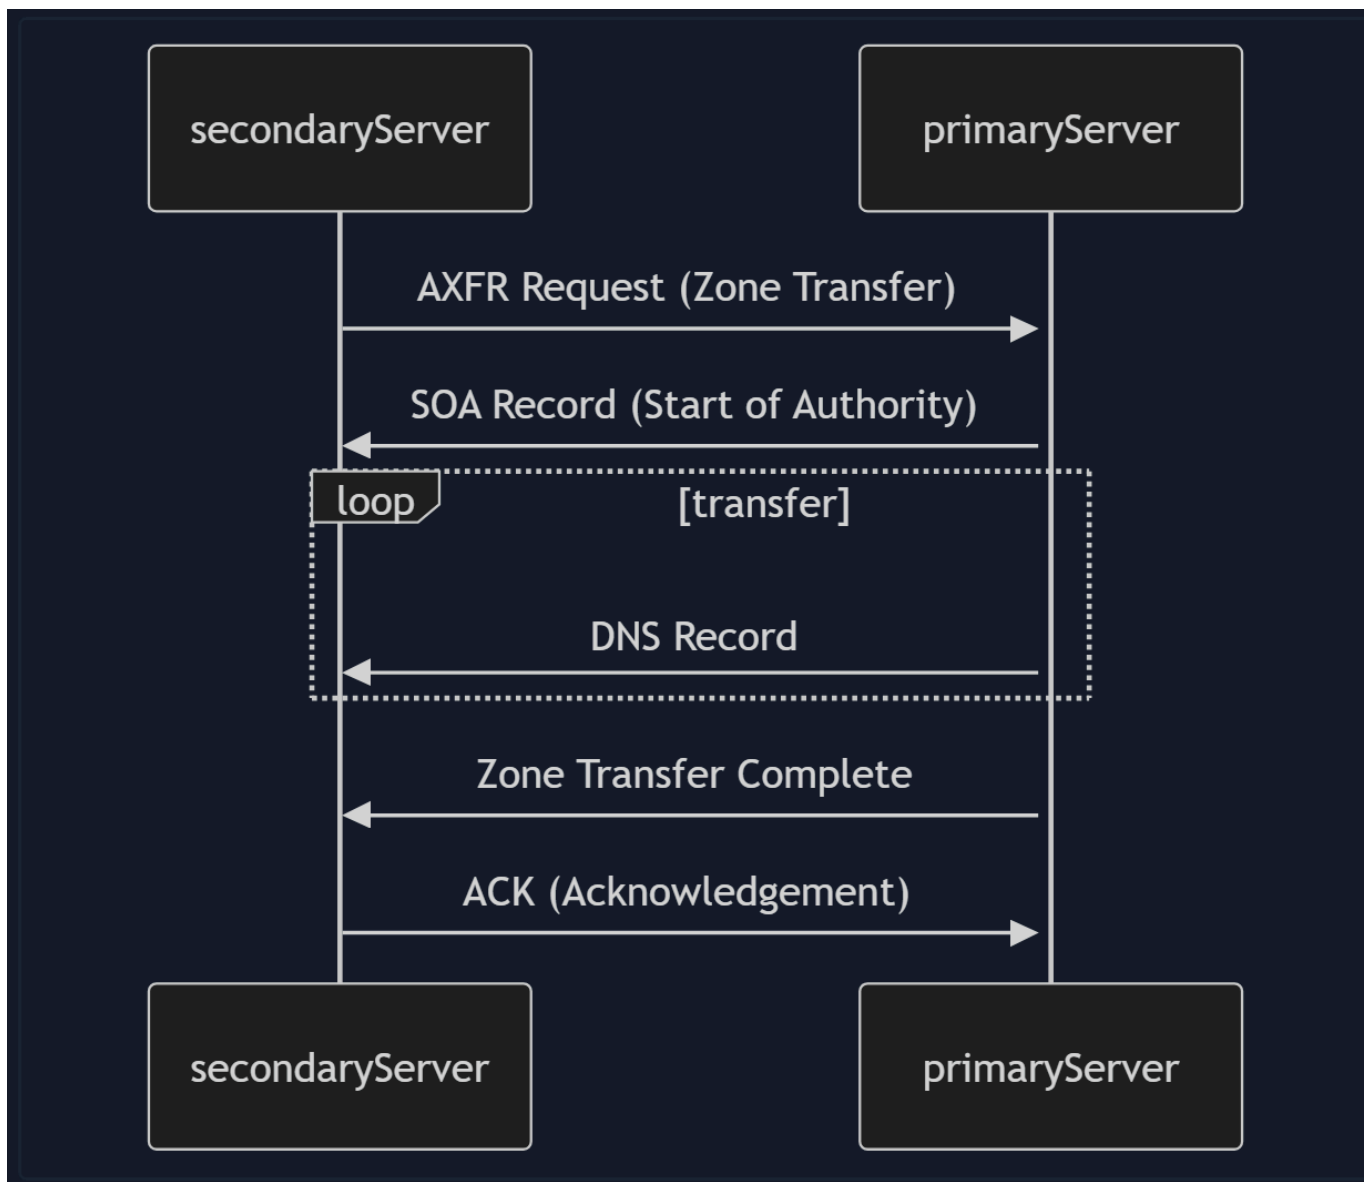 secondaryServer
primaryServer
AXFR Request (Zone Transfer)
SOA Record (Start of Authority)
loop
[transfer]
DNS Record
Zone Transfer Complete
ACK (Acknowledgement)
secondaryServer
primaryServer